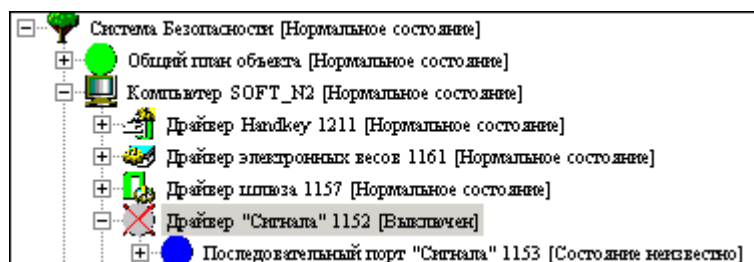 Система Безопасности [Нормальное состояние]
Общий план объекта [Нормальное состояние]
Компьютер SOFT_N2 [Нормальное состояние]
Драйвер Handkey 1211 [Нормальное состояние]
Драйвер электронных весов 1161 [Нормальное состояние]
Драйвер шлюза 1157 [Нормальное состояние]
Драйвер "Сигнала" 1152 [Выключен]
Последовательный порт "Сигнала" 1153 [Состояние неизвестно]